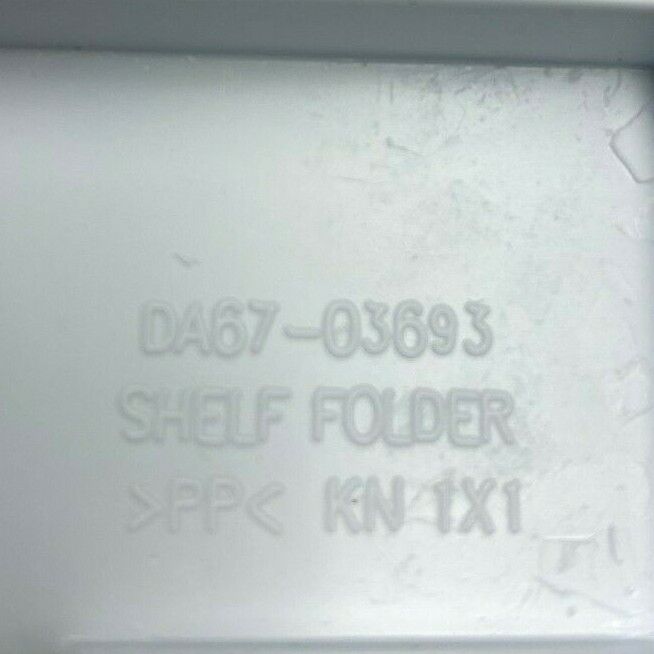 DA67-03693
SHELF FOLDER
>PP< KN 1X1